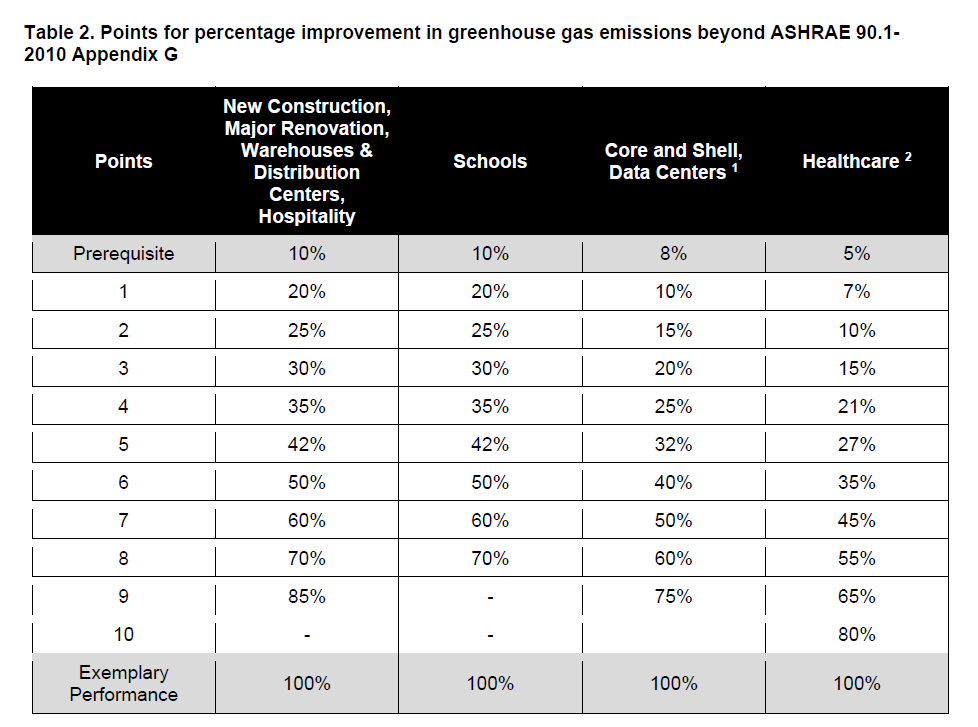 Table 2. Points for percentage improvement in greenhouse gas emissions beyond ASHRAE 90.1-
2010 Appendix G
Points
New Construction,
Major Renovation,
Warehouses &
Distribution
Centers,
Hospitality
Schools
Core and Shell,
Data Centers 1
Healthcare 2
Prerequisite 10% 10% 8% 5%
1 20% 20% 10% 7%
2 25% 25% 15% 10%
3 30% 30% 20% 15%
4 35% 35% 25% 21%
5 42% 42% 32% 27%
6 50% 50% 40% 35%
7 60% 60% 50% 45%
8 70% 70% 60% 55%
9 85% - 75% 65%
10 - - 80%
Exemplary
Performance
100% 100% 100% 100%